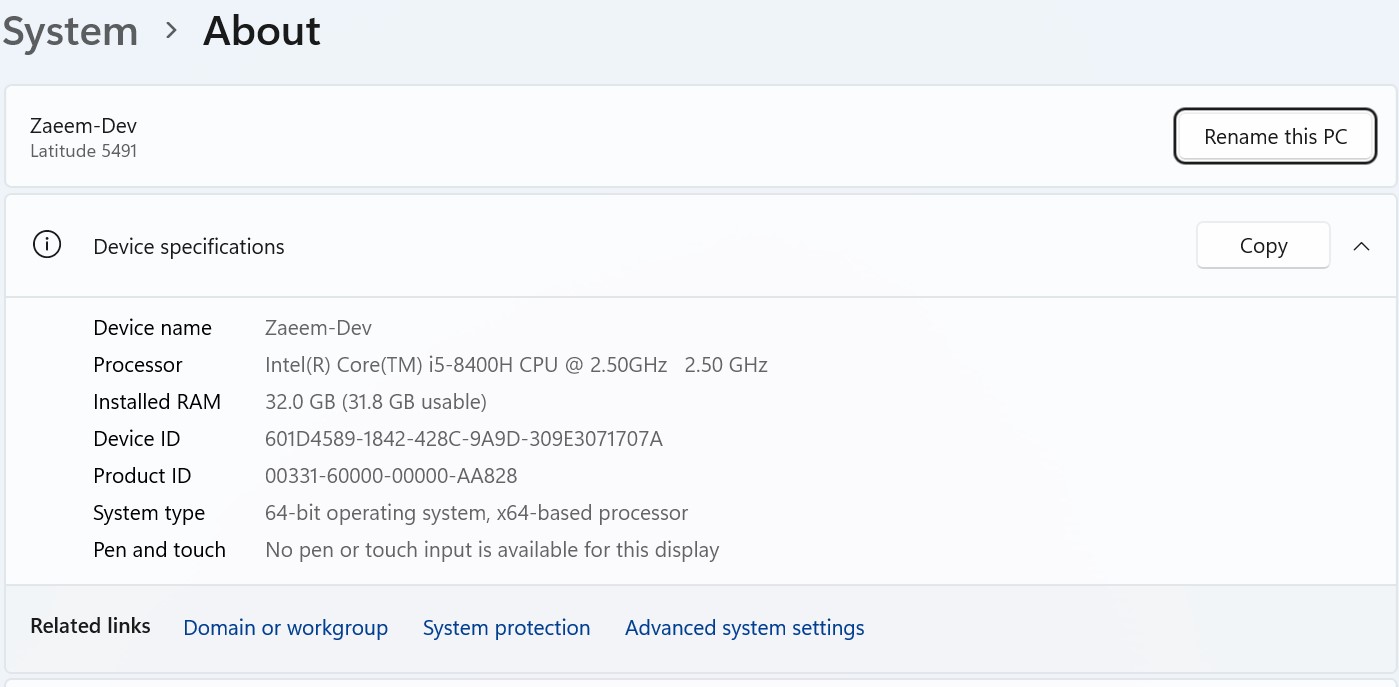 System > About
Zaeem-Dev
Latitude 5491
Rename this PC
Device specifications
Copy
Device name Zaeem-Dev
Processor Intel(R) Core(TM) i5-8400H CPU @ 2.50GHz 2.50 GHz
Installed RAM 32.0 GB (31.8 GB usable)
Device ID 601D4589-1842-428C-9A9D-309E3071707A
Product ID 00331-60000-00000-AA828
System type 64-bit operating system, x64-based processor
Pen and touch No pen or touch input is available for this display
Related links Domain or workgroup System protection Advanced system settings